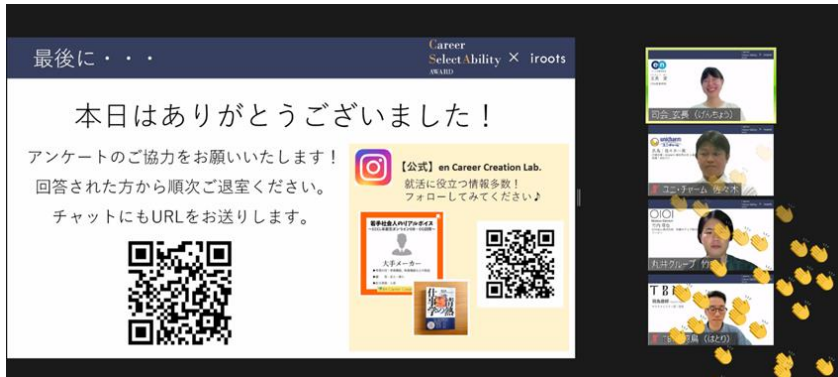 最後に・・・
Career
SelectAbility × iroots
AWARD
本日はありがとうございました！
アンケートのご協力をお願いいたします！
回答された方から順次ご退室ください。
チャットにもURLをお送りします。
【公式】en Career Creation Lab.
就活に役立つ情報多数！
フォローしてみてください♪
若手社会人のリアルボイス
大手メーカー
情熱の
仕事学
en
司会_玄長（げんちょう）
unicharm
ユニ・チャーム 佐々木
OIOI
丸井グループ 竹
（はとり）